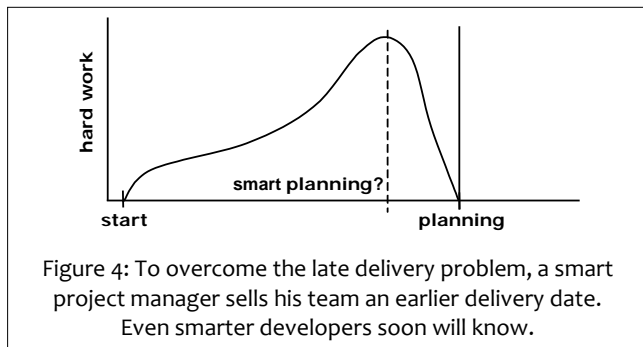 hard work
smart planning?
start
planning
Figure 4: To overcome the late delivery problem, a smart
project manager sells his team an earlier delivery date.
Even smarter developers soon will know.